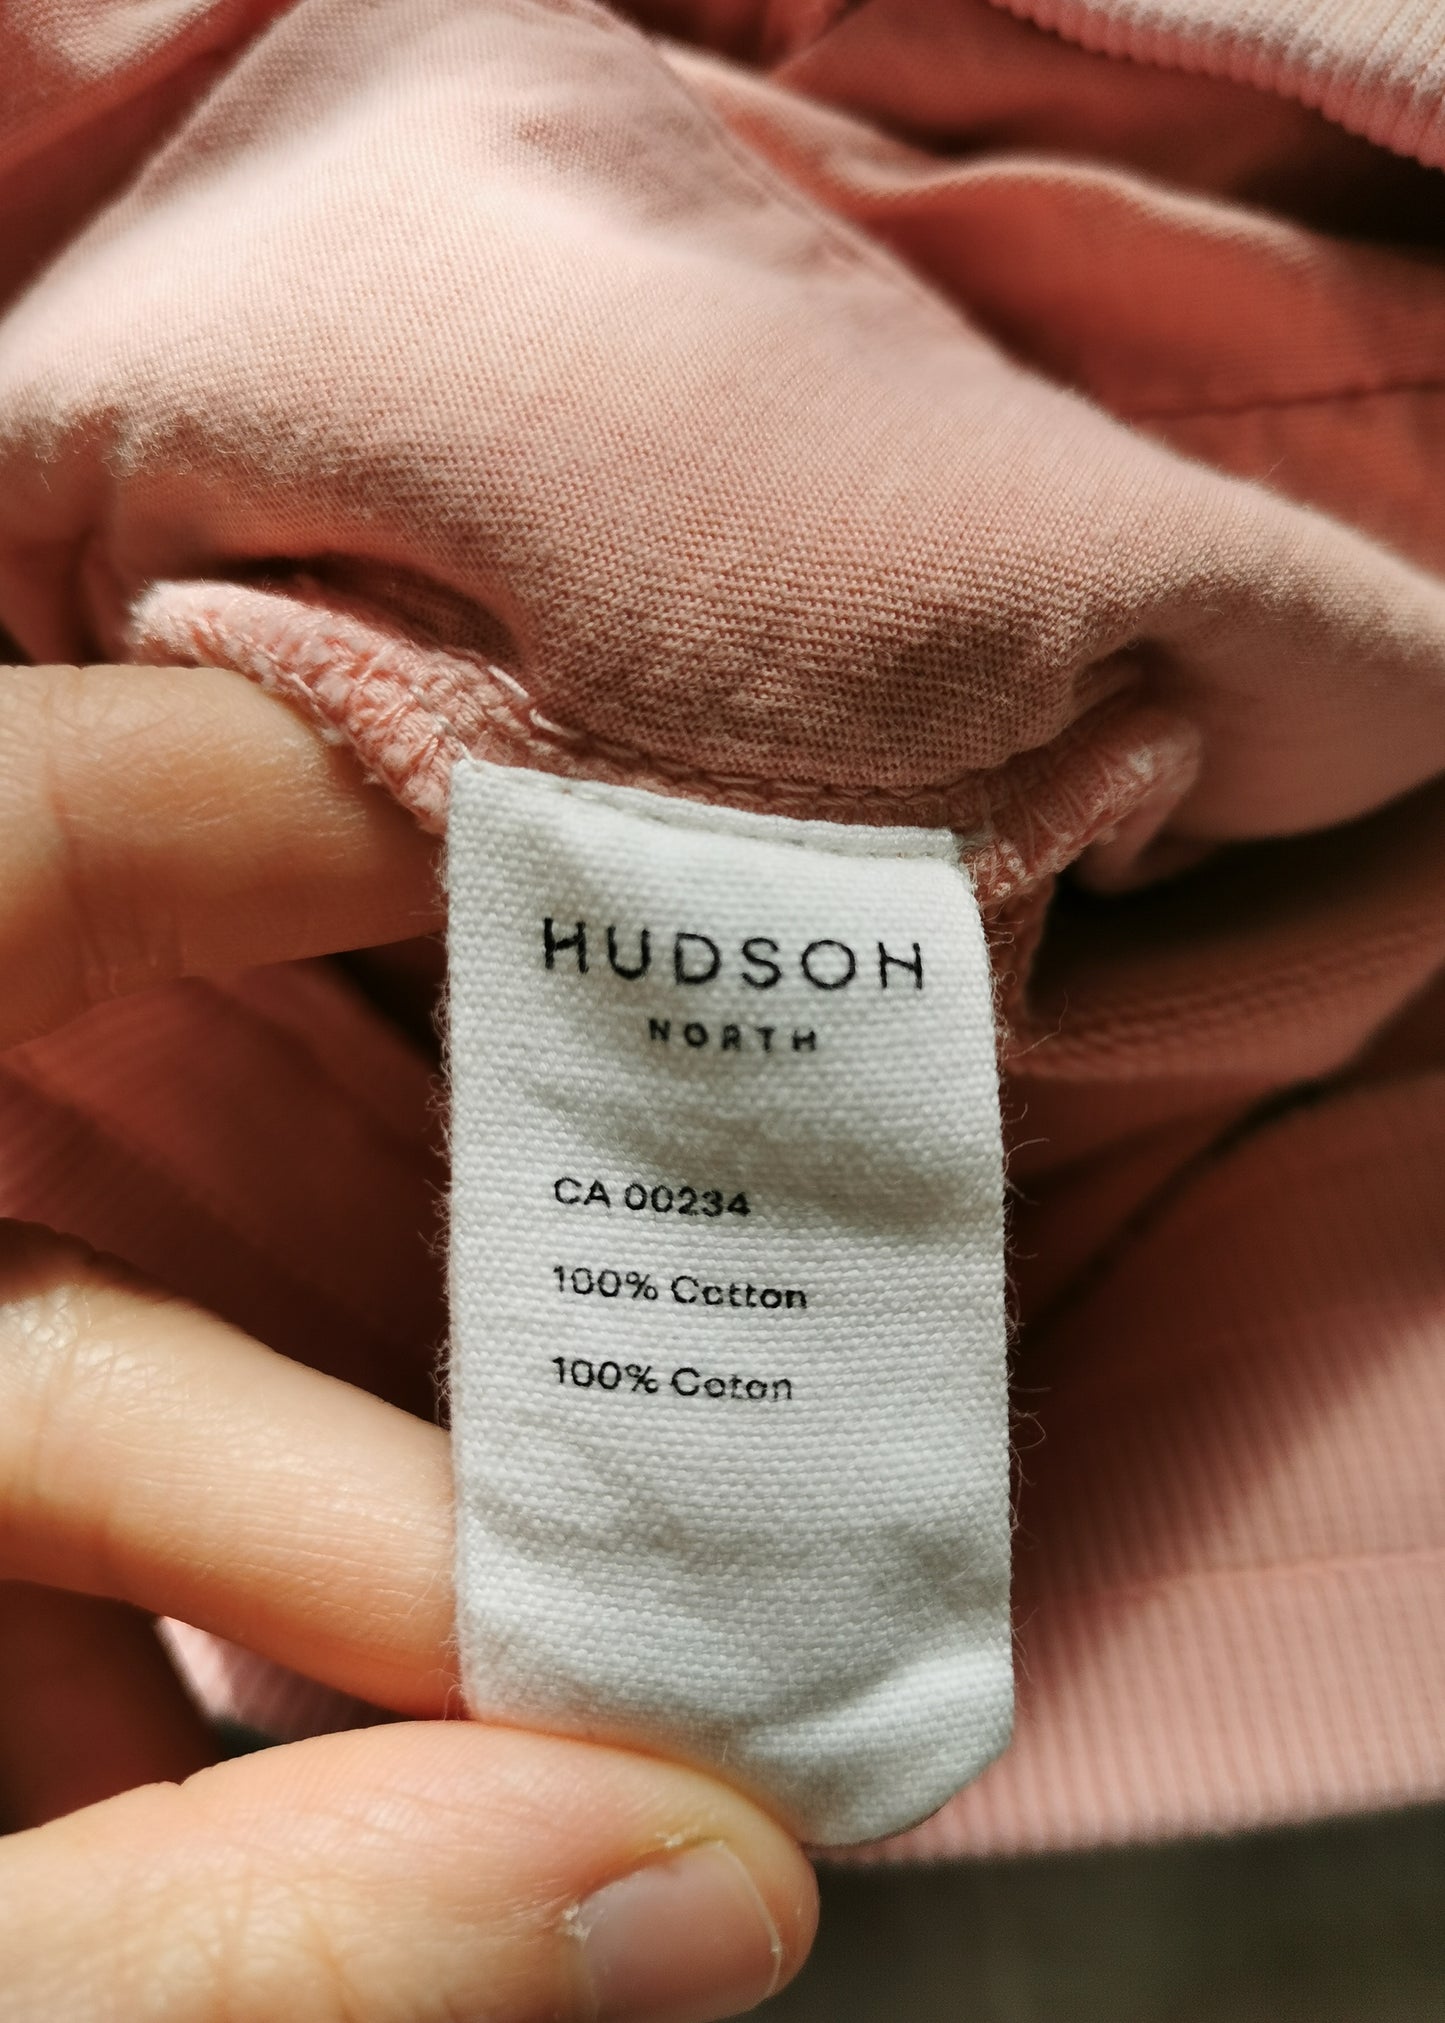 HUDSON
NORTH
CA 00234
100% Cotton
100% Coton